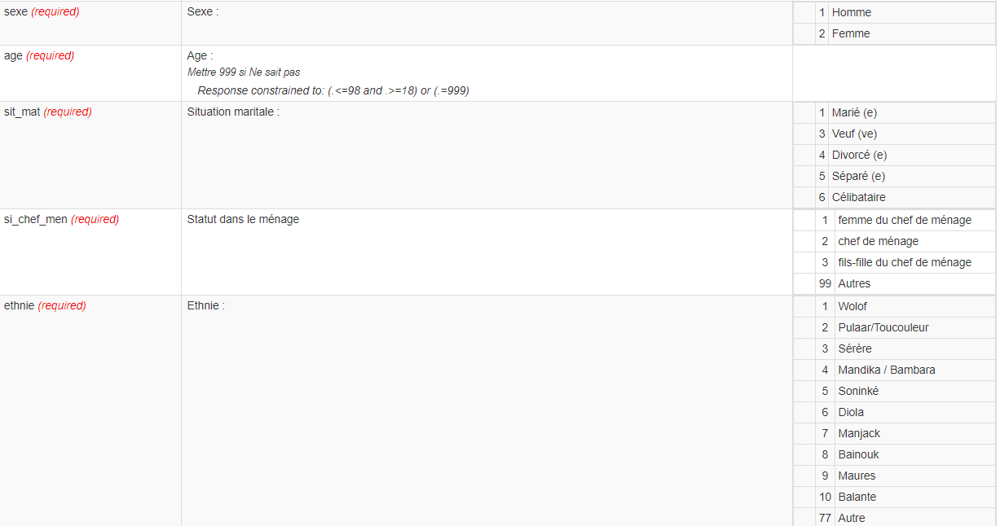 sexe (required) Sexe : 1 Homme
2 Femme
age (required) Age :
Mettre 999 si Ne sait pas
Response constrained to: (.<=98 and .>=18) or (.=999)
sit_mat (required) Situation maritale : 1 Marié (e)
3 Veuf (ve)
4 Divorcé (e)
5 Séparé (e)
6 Célibataire
si_chef_men (required) Statut dans le ménage 1 femme du chef de ménage
2 chef de ménage
3 fils-fille du chef de ménage
99 Autres
ethnie (required) Ethnie : 1 Wolof
2 Pulaar/Toucouleur
3 Sérère
4 Mandika / Bambara
5 Soninké
6 Diola
7 Manjack
8 Bainouk
9 Maures
10 Balante
77 Autre